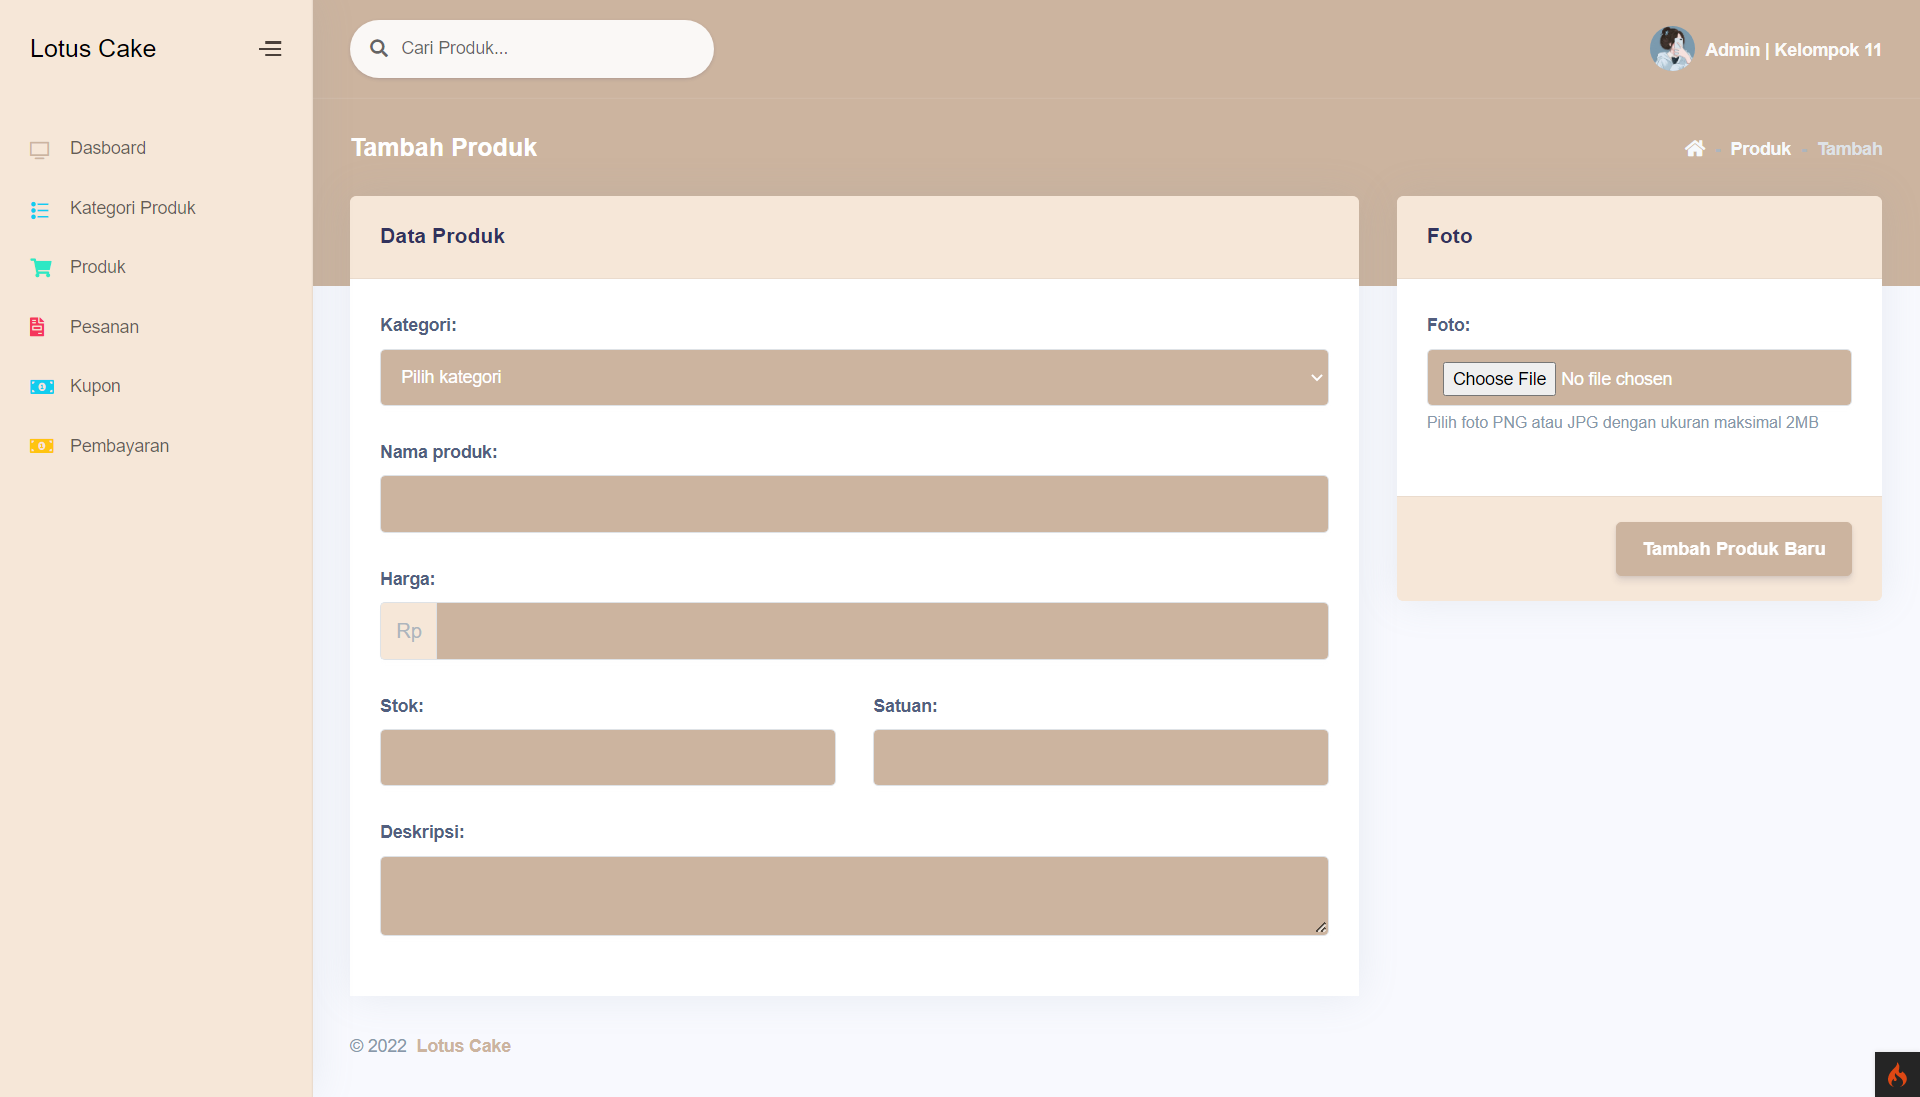 Lotus Cake
Cari Produk...
Admin | Kelompok 11
Dasboard
Kategori Produk
Produk
Pesanan
Kupon
Pembayaran
Tambah Produk
Produk - Tambah
Data Produk
Kategori:
Pilih kategori
Nama produk:
Harga:
Rp
Stok:
Satuan:
Deskripsi:
Foto
Foto:
Choose File No file chosen
Pilih foto PNG atau JPG dengan ukuran maksimal 2MB
Tambah Produk Baru
© 2022 Lotus Cake